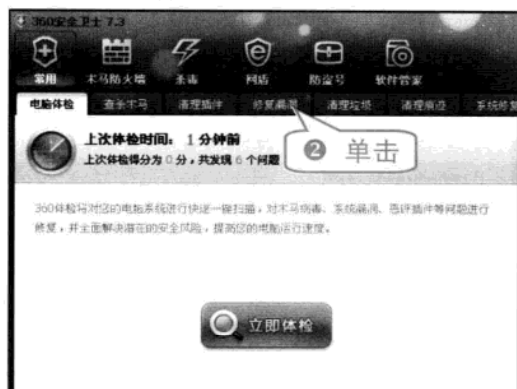 360安全卫士 7.3
常用 木马防火墙 杀毒 网盾 防盗号 软件管家
电脑体检 查杀木马 清理插件 修复漏洞 清理垃圾 清理痕迹 系统修复
上次体检时间: 1 分钟前
上次体检得分为 0 分,共发现 6 个问题
❷ 单击
360体检将对您的电脑系统进行快速一键扫描,对木马病毒、系统漏洞、恶评插件等问题进行
修复,并全面解决潜在的安全风险,提高您的电脑运行速度。
立即体检